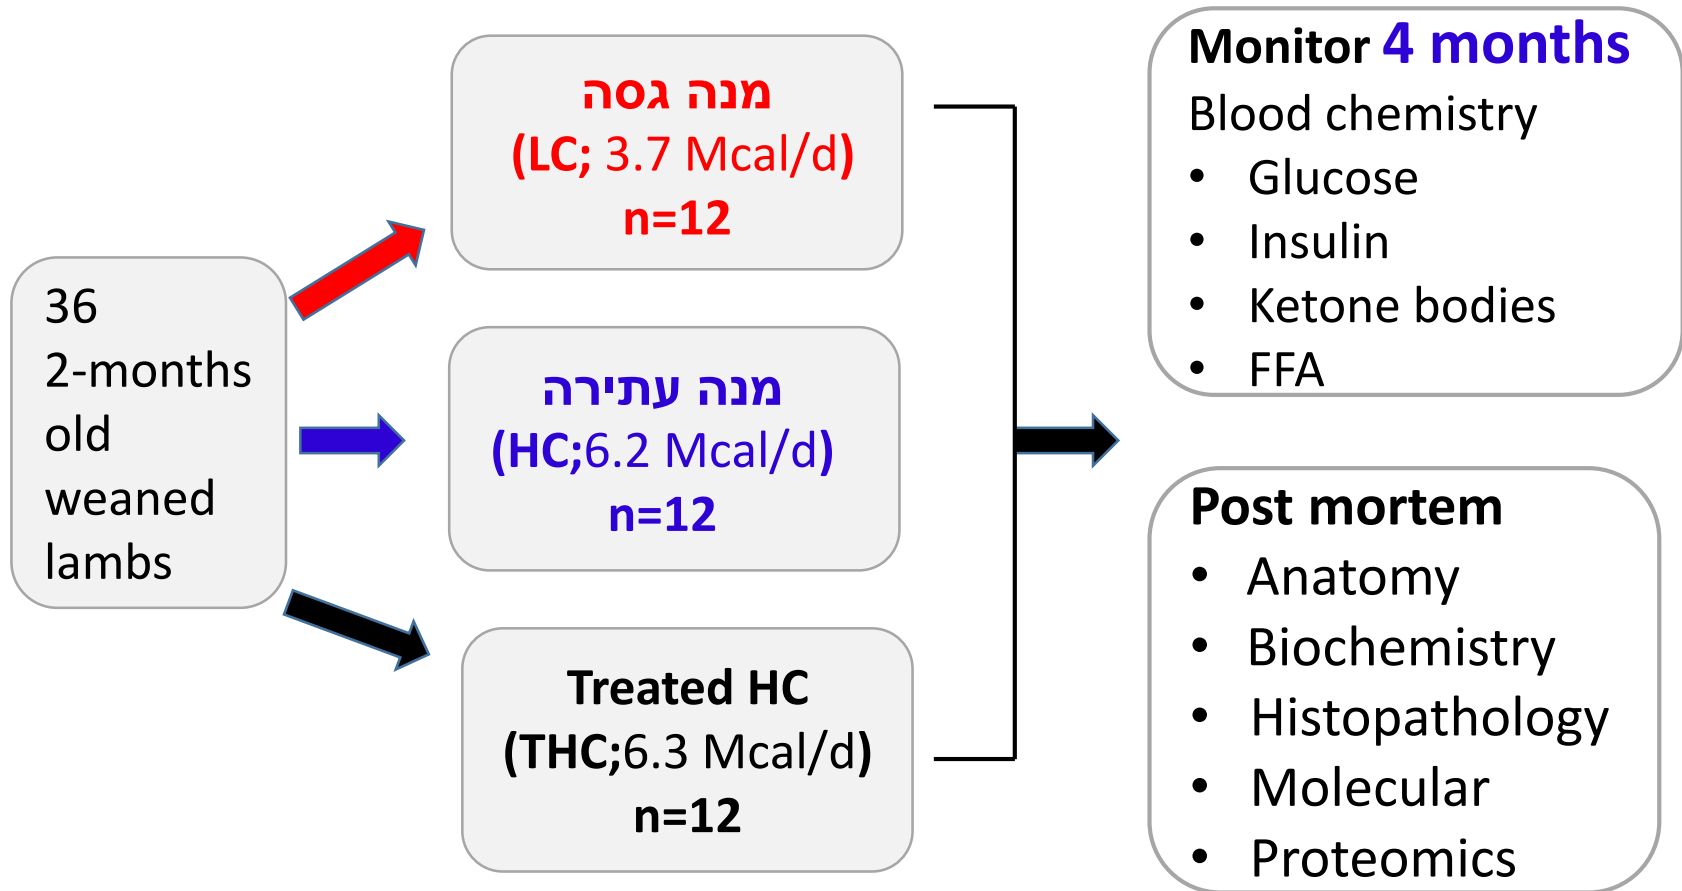 36
2-months
old
weaned
lambs
מנה גסה
(LC; 3.7 Mcal/d)
n=12
מנה עתירה
(HC;6.2 Mcal/d)
n=12
Treated HC
(THC;6.3 Mcal/d)
n=12
Monitor 4 months
Blood chemistry
• Glucose
• Insulin
• Ketone bodies
• FFA
Post mortem
• Anatomy
• Biochemistry
• Histopathology
• Molecular
• Proteomics